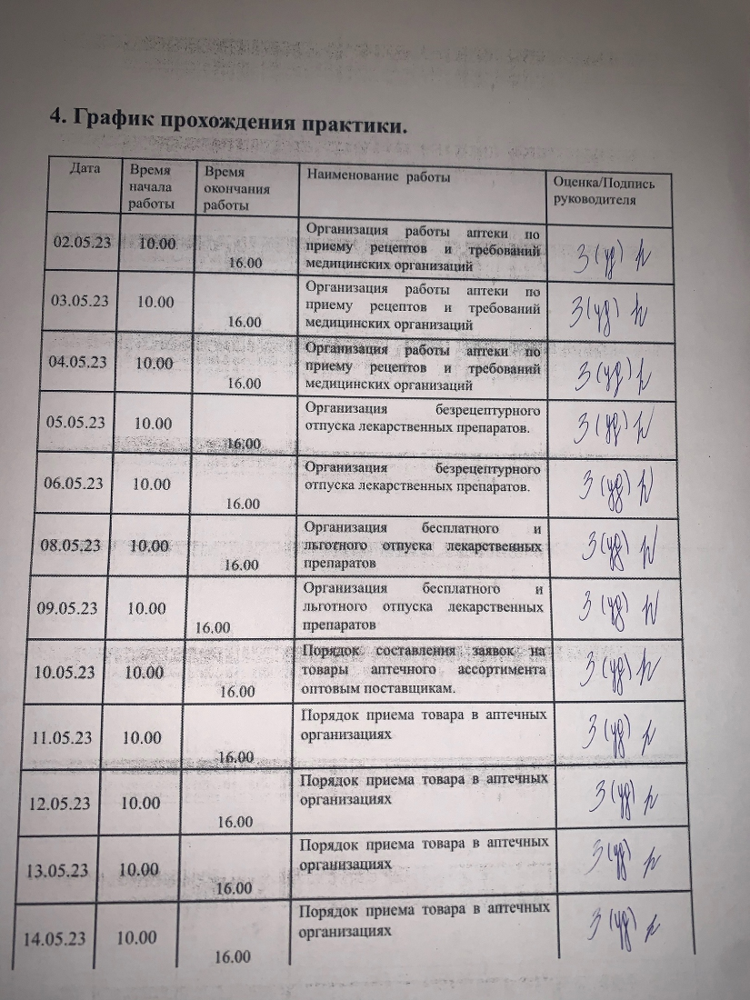 4. График прохождения практики.
Дата
Время
начала
работы
Время
окончания
работы
Наименование работы
Оценка/Подпись
руководителя
02.05.23
10.00
16.00
Организация работы аптеки по
приему рецептов и требований
медицинских организаций
3 (уд)
03.05.23
10.00
16.00
Организация работы аптеки по
приему рецептов и требований
медицинских организаций
3 (уд)
04.05.23
10.00
16.00
Организация работы аптеки по
приему рецептов и требований
медицинских организаций
3 (уд)
05.05.23
10.00
16.00
Организация безрецептурного
отпуска лекарственных препаратов.
3 (уд)
06.05.23
10.00
16.00
Организация безрецептурного
отпуска лекарственных препаратов.
3 (уд)
08.05.23
10.00
16.00
Организация бесплатного и
льготного отпуска лекарственных
препаратов
3 (уд)
09.05.23
10.00
16.00
Организация бесплатного и
льготного отпуска лекарственных
препаратов
3 (уд)
10.05.23
10.00
16.00
Порядок составления заявок на
товары аптечного ассортимента
оптовым поставщикам.
3 (уд)
11.05.23
10.00
16.00
Порядок приема товара в аптечных
организациях
3 (уд)
12.05.23
10.00
16.00
Порядок приема товара в аптечных
организациях
3 (уд)
13.05.23
10.00
16.00
Порядок приема товара в аптечных
организациях
3 (уд)
14.05.23
10.00
16.00
Порядок приема товара в аптечных
организациях
3 (уд)